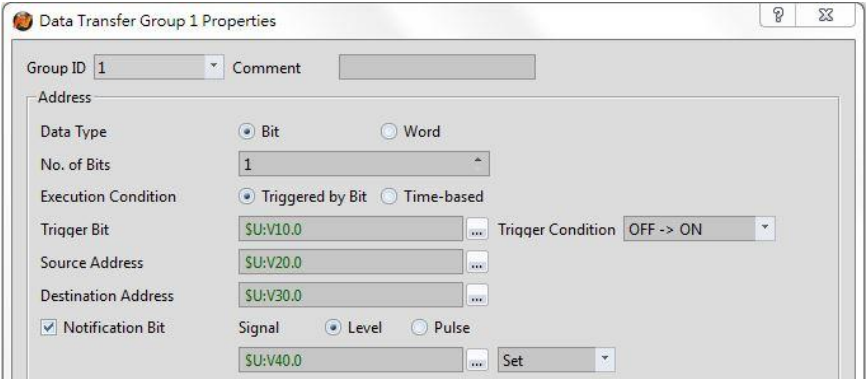 Data Transfer Group 1 Properties
Group ID 1 Comment
Address
Data Type Bit Word
No. of Bits 1
Execution Condition Triggered by Bit Time-based
Trigger Bit $U:V10.0 ... Trigger Condition OFF -> ON
Source Address $U:V20.0 ...
Destination Address $U:V30.0 ...
Notification Bit Signal Level Pulse
$U:V40.0 ... Set